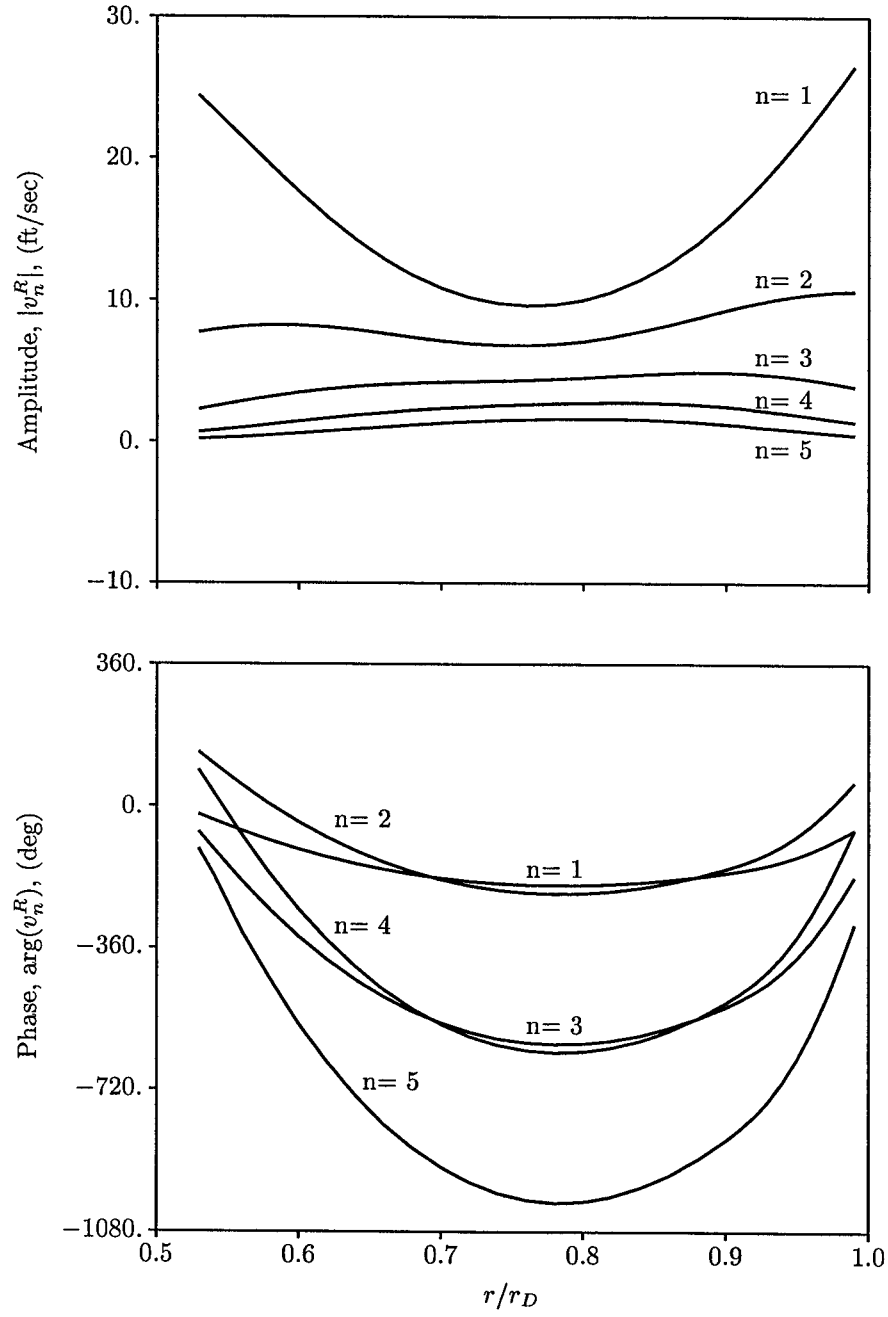 30.
20.
10.
0.
−10.
Amplitude, |v_n^R|, (ft/sec)
n= 1
n= 2
n= 3
n= 4
n= 5
360.
0.
−360.
−720.
−1080.
Phase, arg(v_n^R), (deg)
n= 2
n= 1
n= 4
n= 3
n= 5
0.5 0.6 0.7 0.8 0.9 1.0
r/r_D